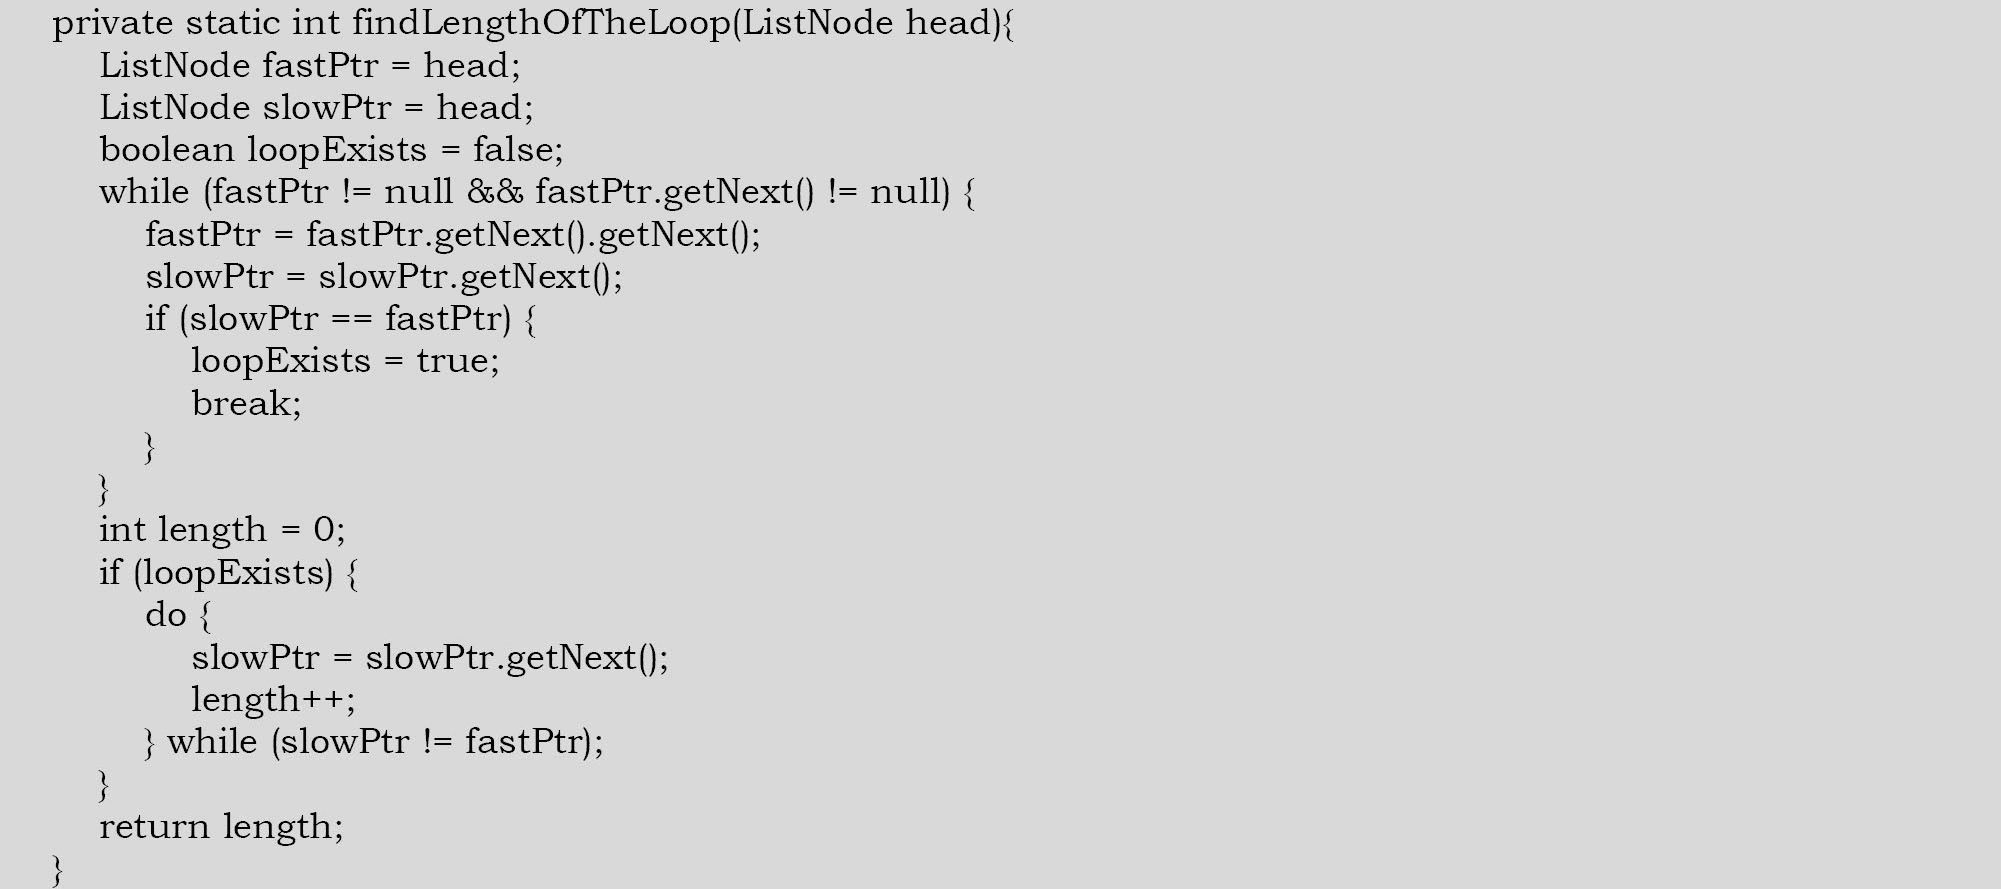 private static int findLengthOfTheLoop(ListNode head){
ListNode fastPtr = head;
ListNode slowPtr = head;
boolean loopExists = false;
while (fastPtr != null && fastPtr.getNext() != null) {
fastPtr = fastPtr.getNext().getNext();
slowPtr = slowPtr.getNext();
if (slowPtr == fastPtr) {
loopExists = true;
break;
}
}
int length = 0;
if (loopExists) {
do {
slowPtr = slowPtr.getNext();
length++;
} while (slowPtr != fastPtr);
}
return length;
}